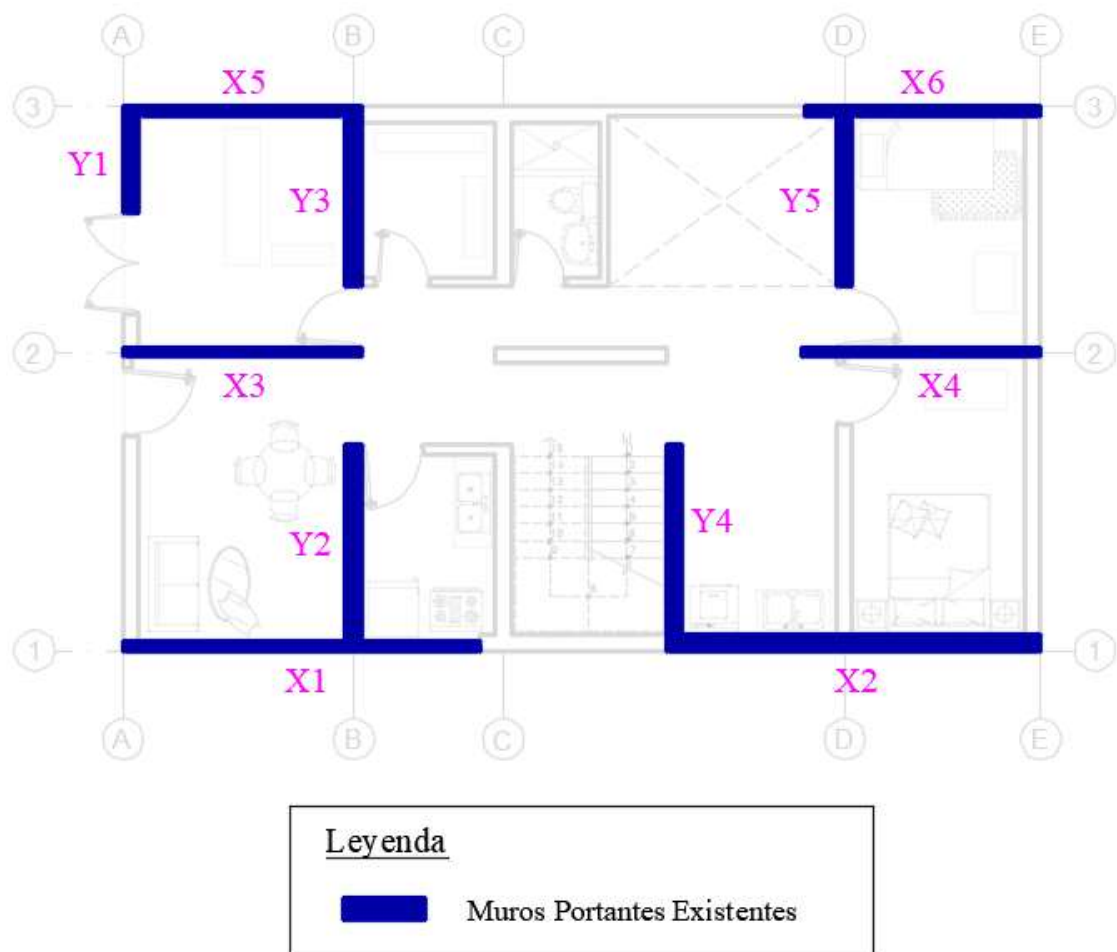 A B C D E
X5 X6
3 3
Y1 Y3 Y5
2 2
X3 X4
Y2 Y4
1 1
X1 X2
A B C D E
Leyenda
Muros Portantes Existentes